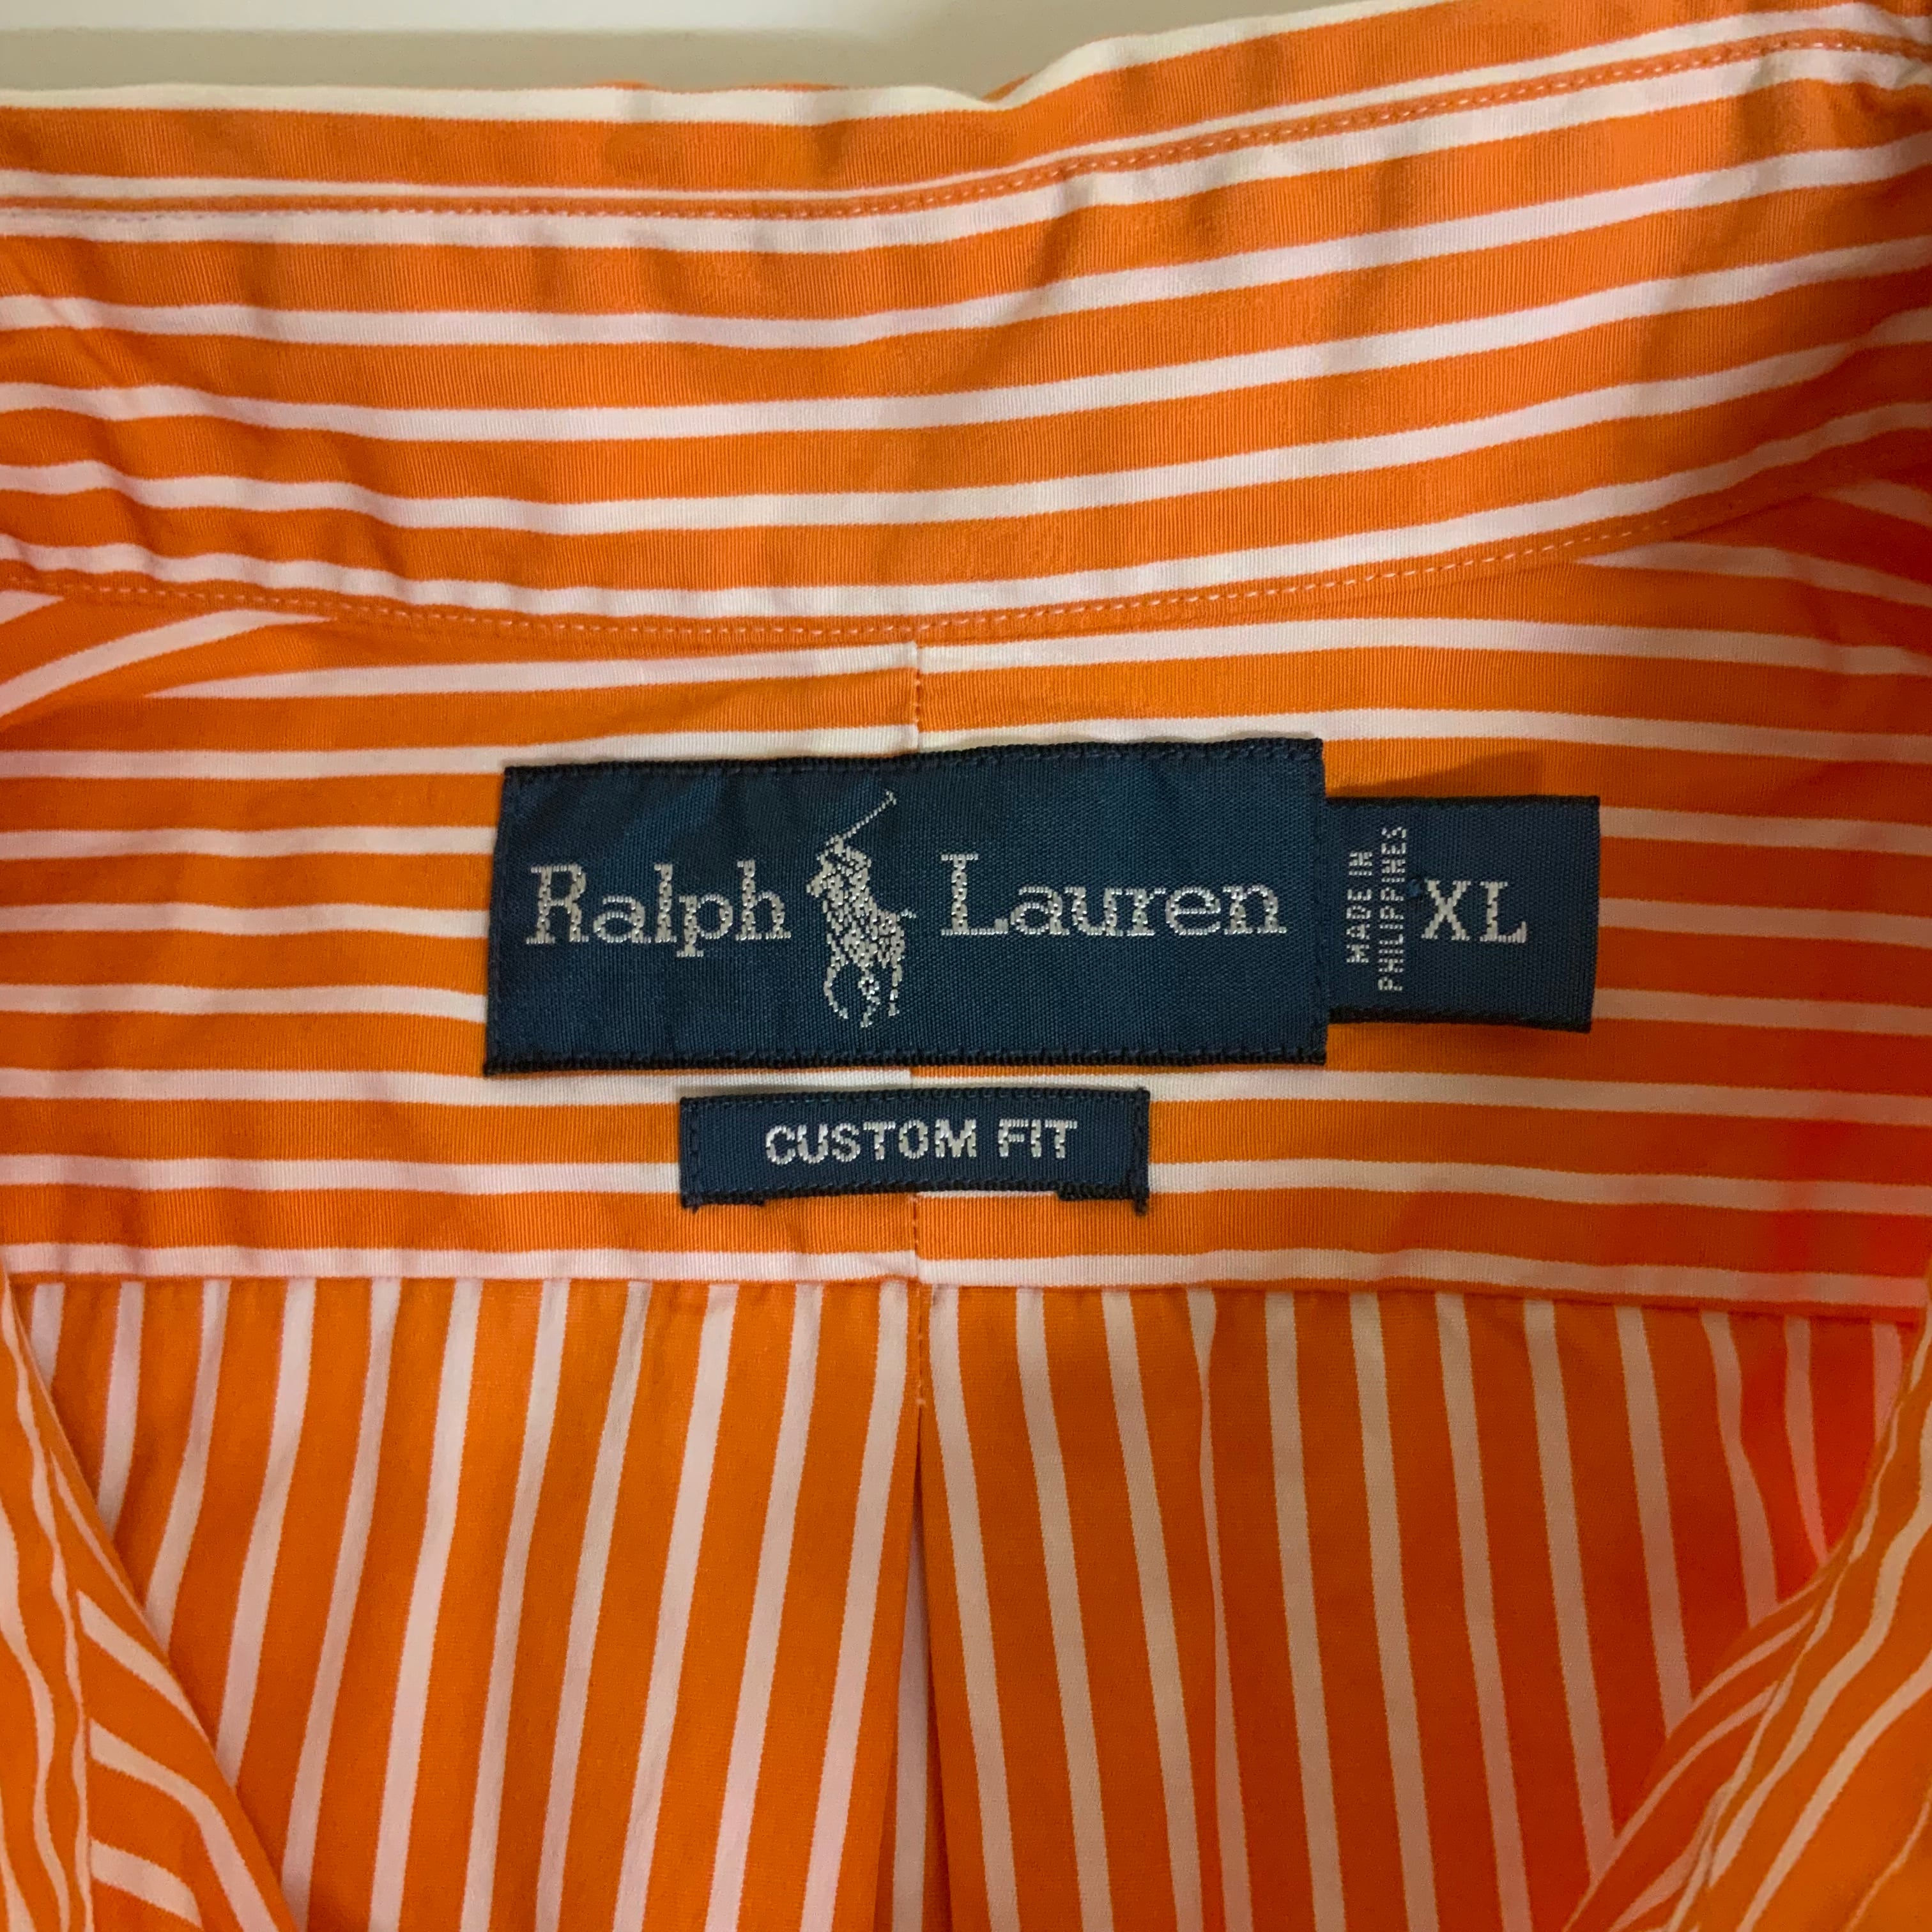 Ralph Lauren
MADE IN
PHILIPPINES
XL
CUSTOM FIT